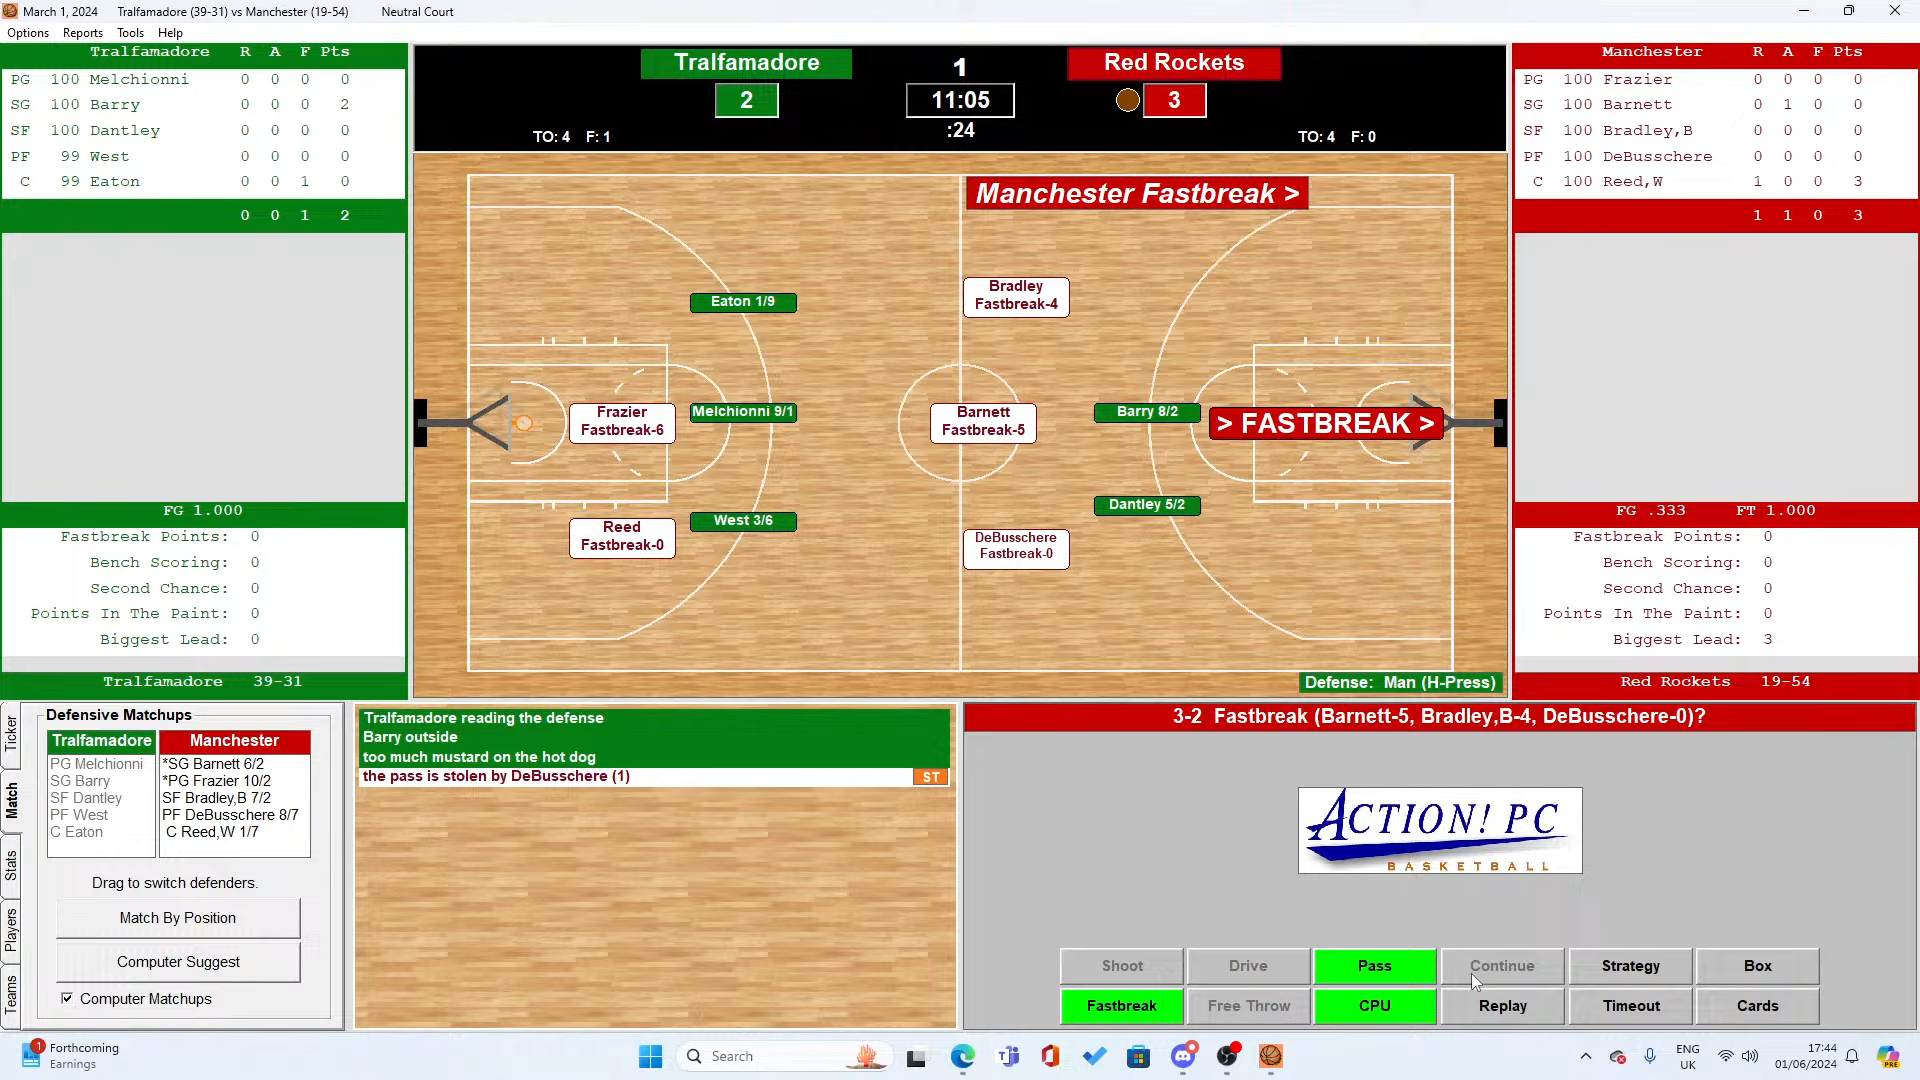 March 1, 2024 Tralfamadore (39-31) vs Manchester (19-54) Neutral Court
Options Reports Tools Help
Tralfamadore R A F Pts
PG 100 Melchionni 0 0 0 0
SG 100 Barry 0 0 0 2
SF 100 Dantley 0 0 0 0
PF 99 West 0 0 0 0
C 99 Eaton 0 0 1 0
0 0 1 2
FG 1.000
Fastbreak Points: 0
Bench Scoring: 0
Second Chance: 0
Points In The Paint: 0
Biggest Lead: 0
Tralfamadore 39-31
Tralfamadore 1 Red Rockets
2 11:05 3
:24
TO: 4 F: 1 TO: 4 F: 0
Manchester Fastbreak >
Bradley
Fastbreak-4
Eaton 1/9
Frazier
Fastbreak-6
Melchionni 9/1
Barnett
Fastbreak-5
Barry 8/2
> FASTBREAK >
Reed
Fastbreak-0
West 3/6
DeBusschere
Fastbreak-0
Dantley 5/2
Defense: Man (H-Press)
Manchester R A F Pts
PG 100 Frazier 0 0 0 0
SG 100 Barnett 0 1 0 0
SF 100 Bradley,B 0 0 0 0
PF 100 DeBusschere 0 0 0 0
C 100 Reed,W 1 0 0 3
1 1 0 3
FG .333 FT 1.000
Fastbreak Points: 0
Bench Scoring: 0
Second Chance: 0
Points In The Paint: 0
Biggest Lead: 3
Red Rockets 19-54
Ticker
Match
Stats
Players
Teams
Defensive Matchups
Tralfamadore Manchester
PG Melchionni *SG Barnett 6/2
SG Barry *PG Frazier 10/2
SF Dantley SF Bradley,B 7/2
PF West PF DeBusschere 8/7
C Eaton C Reed,W 1/7
Drag to switch defenders.
Match By Position
Computer Suggest
Computer Matchups
Tralfamadore reading the defense
Barry outside
too much mustard on the hot dog
the pass is stolen by DeBusschere (1) ST
3-2 Fastbreak (Barnett-5, Bradley,B-4, DeBusschere-0)?
ACTION! PC
BASKETBALL
Shoot Drive Pass Continue Strategy Box
Fastbreak Free Throw CPU Replay Timeout Cards
1 Forthcoming
Earnings
Search
ENG
UK
17:44
01/06/2024
PRE